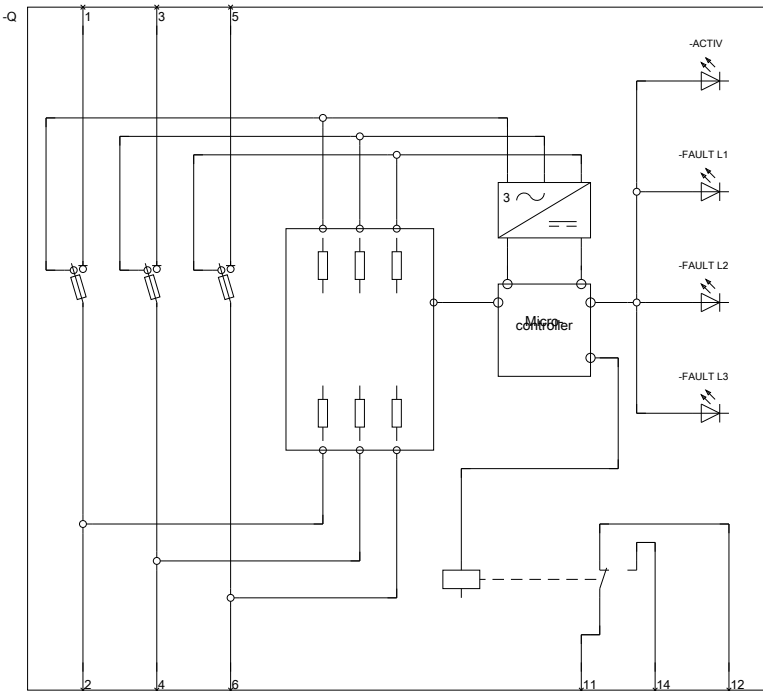 -Q
1 3 5
-ACTIV
-FAULT L1
3
-FAULT L2
Micro-
controller
-FAULT L3
2 4 6 11 14 12